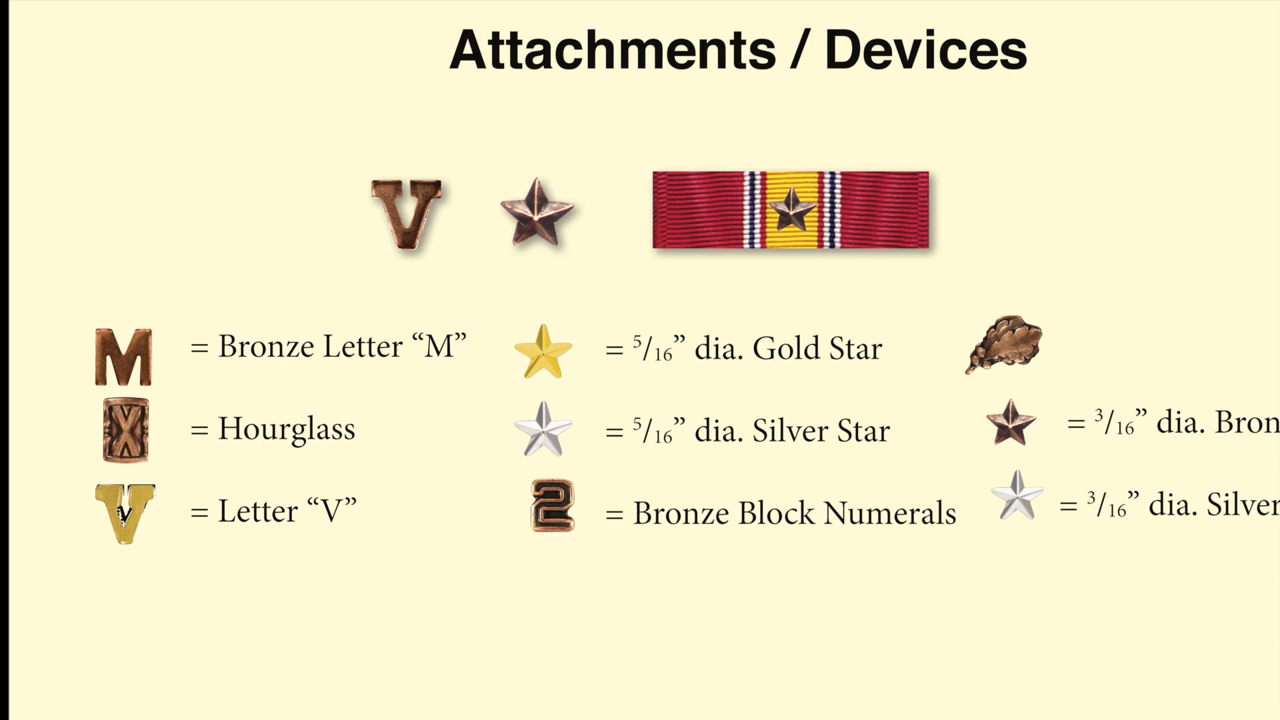 Attachments / Devices
= Bronze Letter “M”
= Hourglass
= Letter “V”
= 5/16” dia. Gold Star
= 5/16” dia. Silver Star
= Bronze Block Numerals
= 3/16” dia. Bron
= 3/16” dia. Silver